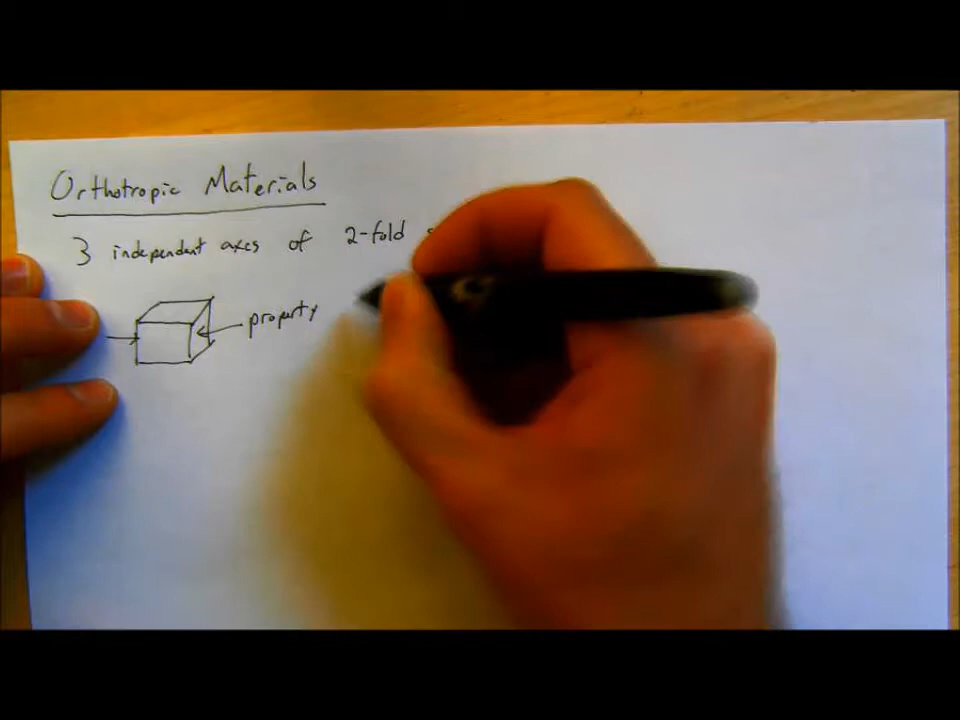 Orthotropic Materials
3 independent axes of 2-fold
property